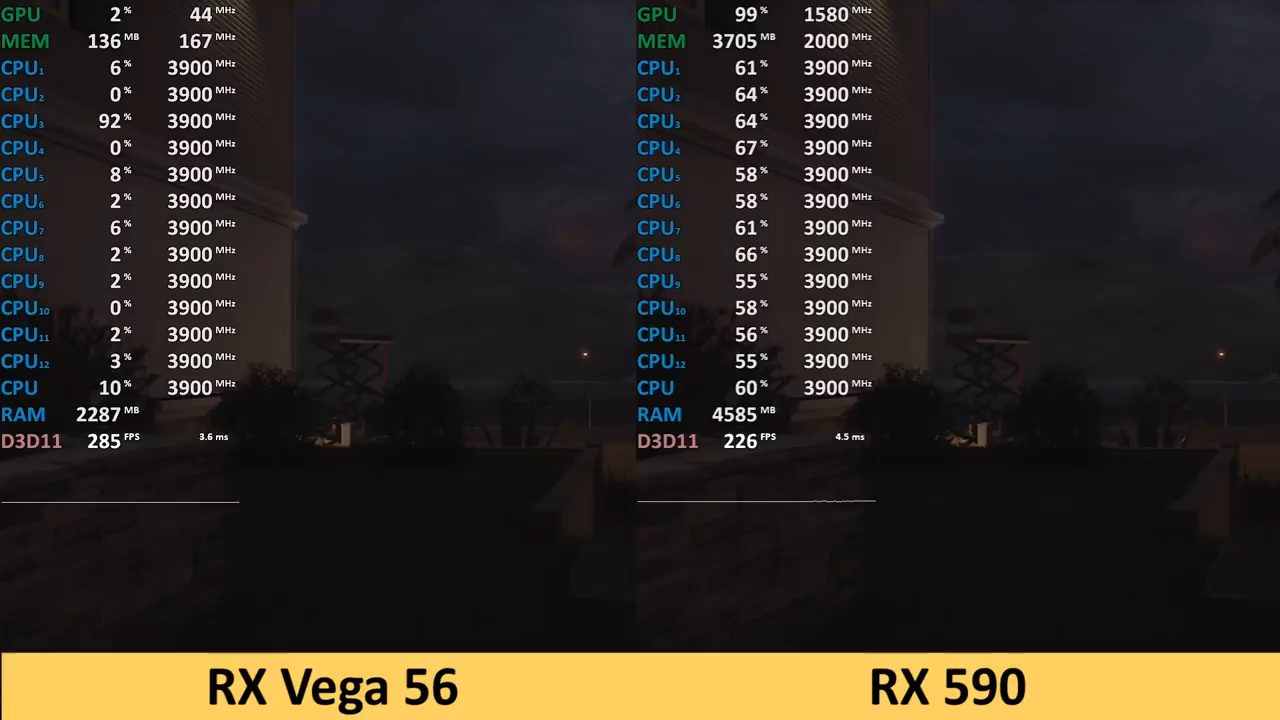 GPU 2 % 44 MHz
MEM 136 MB 167 MHz
CPU1 6 % 3900 MHz
CPU2 0 % 3900 MHz
CPU3 92 % 3900 MHz
CPU4 0 % 3900 MHz
CPU5 8 % 3900 MHz
CPU6 2 % 3900 MHz
CPU7 6 % 3900 MHz
CPU8 2 % 3900 MHz
CPU9 2 % 3900 MHz
CPU10 0 % 3900 MHz
CPU11 2 % 3900 MHz
CPU12 3 % 3900 MHz
CPU 10 % 3900 MHz
RAM 2287 MB
D3D11 285 FPS 3.6 ms
RX Vega 56
GPU 99 % 1580 MHz
MEM 3705 MB 2000 MHz
CPU1 61 % 3900 MHz
CPU2 64 % 3900 MHz
CPU3 64 % 3900 MHz
CPU4 67 % 3900 MHz
CPU5 58 % 3900 MHz
CPU6 58 % 3900 MHz
CPU7 61 % 3900 MHz
CPU8 66 % 3900 MHz
CPU9 55 % 3900 MHz
CPU10 58 % 3900 MHz
CPU11 56 % 3900 MHz
CPU12 55 % 3900 MHz
CPU 60 % 3900 MHz
RAM 4585 MB
D3D11 226 FPS 4.5 ms
RX 590